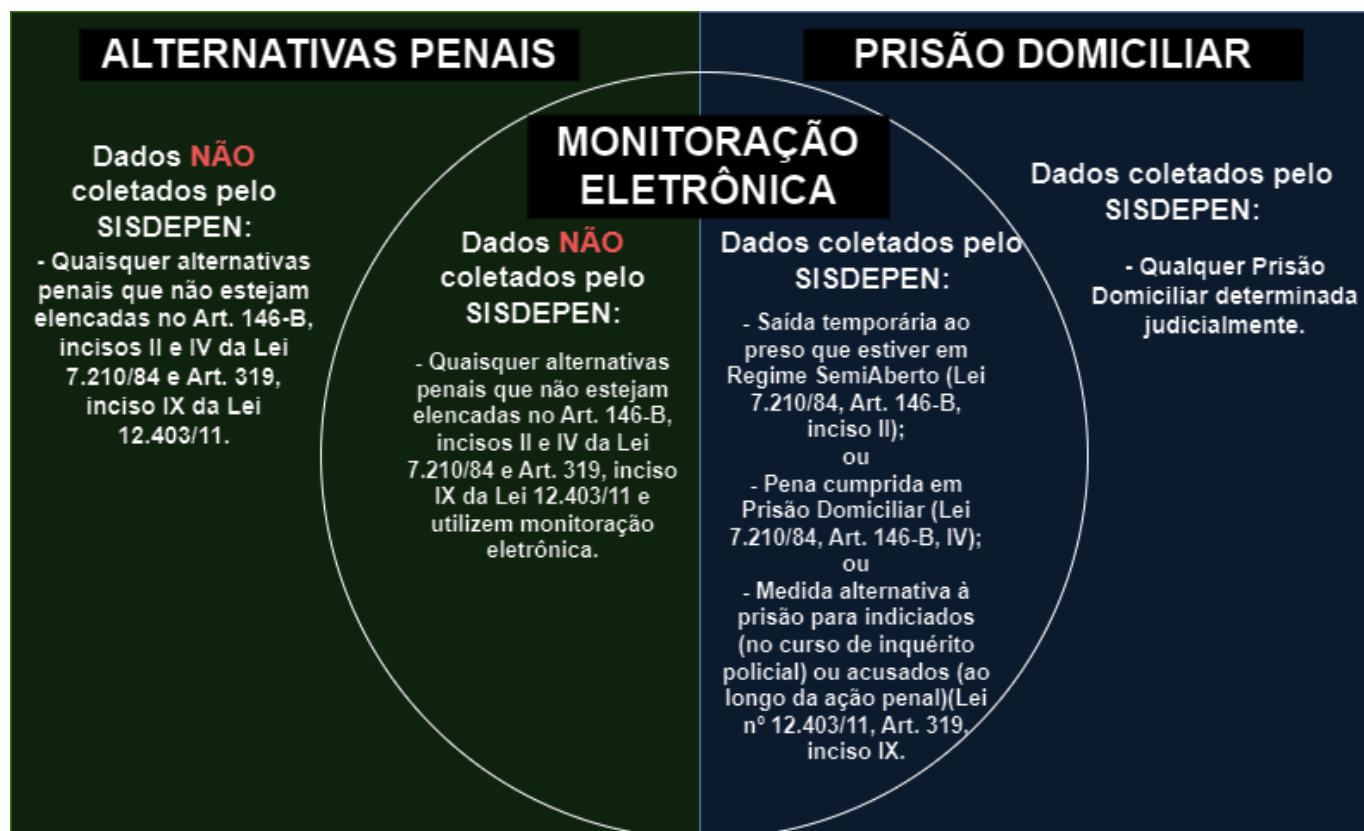 ALTERNATIVAS PENAIS
PRISÃO DOMICILIAR
MONITORAÇÃO
ELETRÔNICA
Dados NÃO
coletados pelo
SISDEPEN:
- Quaisquer alternativas
penais que não estejam
elencadas no Art. 146-B,
incisos II e IV da Lei
7.210/84 e Art. 319,
inciso IX da Lei
12.403/11.
Dados NÃO
coletados pelo
SISDEPEN:
- Quaisquer alternativas
penais que não estejam
elencadas no Art. 146-B,
incisos II e IV da Lei
7.210/84 e Art. 319, inciso
IX da Lei 12.403/11 e
utilizem monitoração
eletrônica.
Dados coletados pelo
SISDEPEN:
- Saída temporária ao
preso que estiver em
Regime SemiAberto (Lei
7.210/84, Art. 146-B,
inciso II);
ou
- Pena cumprida em
Prisão Domiciliar (Lei
7.210/84, Art. 146-B, IV);
ou
- Medida alternativa à
prisão para indiciados
(no curso de inquérito
policial) ou acusados (ao
longo da ação penal)(Lei
nº 12.403/11, Art. 319,
inciso IX.
Dados coletados pelo
SISDEPEN:
- Qualquer Prisão
Domiciliar determinada
judicialmente.